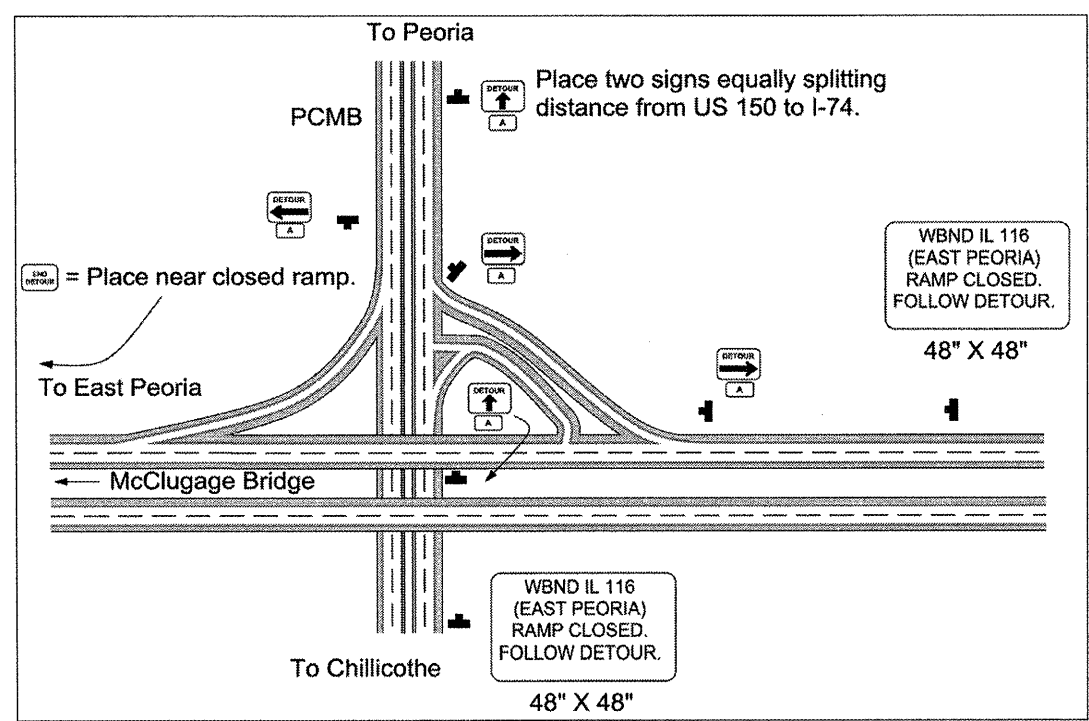 To Peoria
PCMB
DETOUR
A
Place two signs equally splitting
distance from US 150 to I-74.
DETOUR
A
DETOUR
A
WBND IL 116
(EAST PEORIA)
RAMP CLOSED.
FOLLOW DETOUR.
48" X 48"
END
DETOUR
= Place near closed ramp.
To East Peoria
DETOUR
A
DETOUR
A
McClugage Bridge
WBND IL 116
(EAST PEORIA)
RAMP CLOSED.
FOLLOW DETOUR.
48" X 48"
To Chillicothe